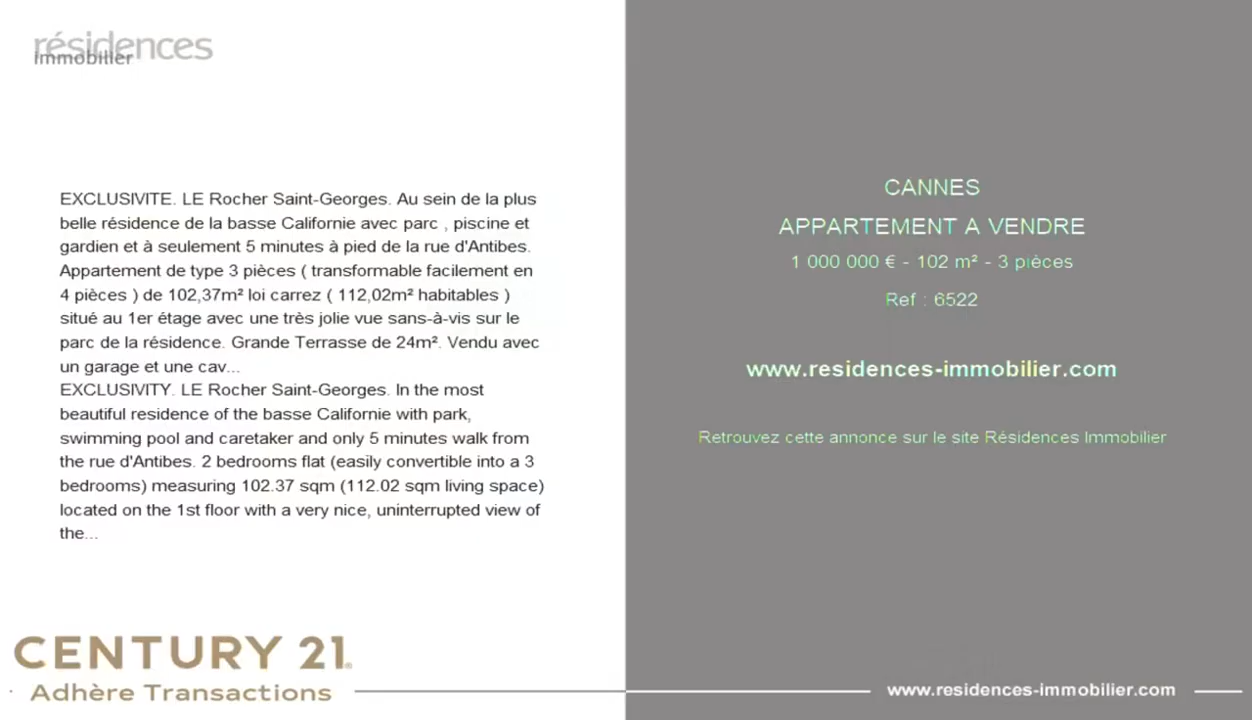 résidences
immobilier
EXCLUSIVITE. LE Rocher Saint-Georges. Au sein de la plus
belle résidence de la basse Californie avec parc , piscine et
gardien et à seulement 5 minutes à pied de la rue d'Antibes.
Appartement de type 3 pièces ( transformable facilement en
4 pièces ) de 102,37m² loi carrez ( 112,02m² habitables )
situé au 1er étage avec une très jolie vue sans-à-vis sur le
parc de la résidence. Grande Terrasse de 24m². Vendu avec
un garage et une cav...
EXCLUSIVITY. LE Rocher Saint-Georges. In the most
beautiful residence of the basse Californie with park,
swimming pool and caretaker and only 5 minutes walk from
the rue d'Antibes. 2 bedrooms flat (easily convertible into a 3
bedrooms) measuring 102.37 sqm (112.02 sqm living space)
located on the 1st floor with a very nice, uninterrupted view of
the...
CENTURY 21.
Adhère Transactions
CANNES
APPARTEMENT A VENDRE
1 000 000 € - 102 m² - 3 pièces
Ref : 6522
www.residences-immobilier.com
Retrouvez cette annonce sur le site Résidences Immobilier
www.residences-immobilier.com